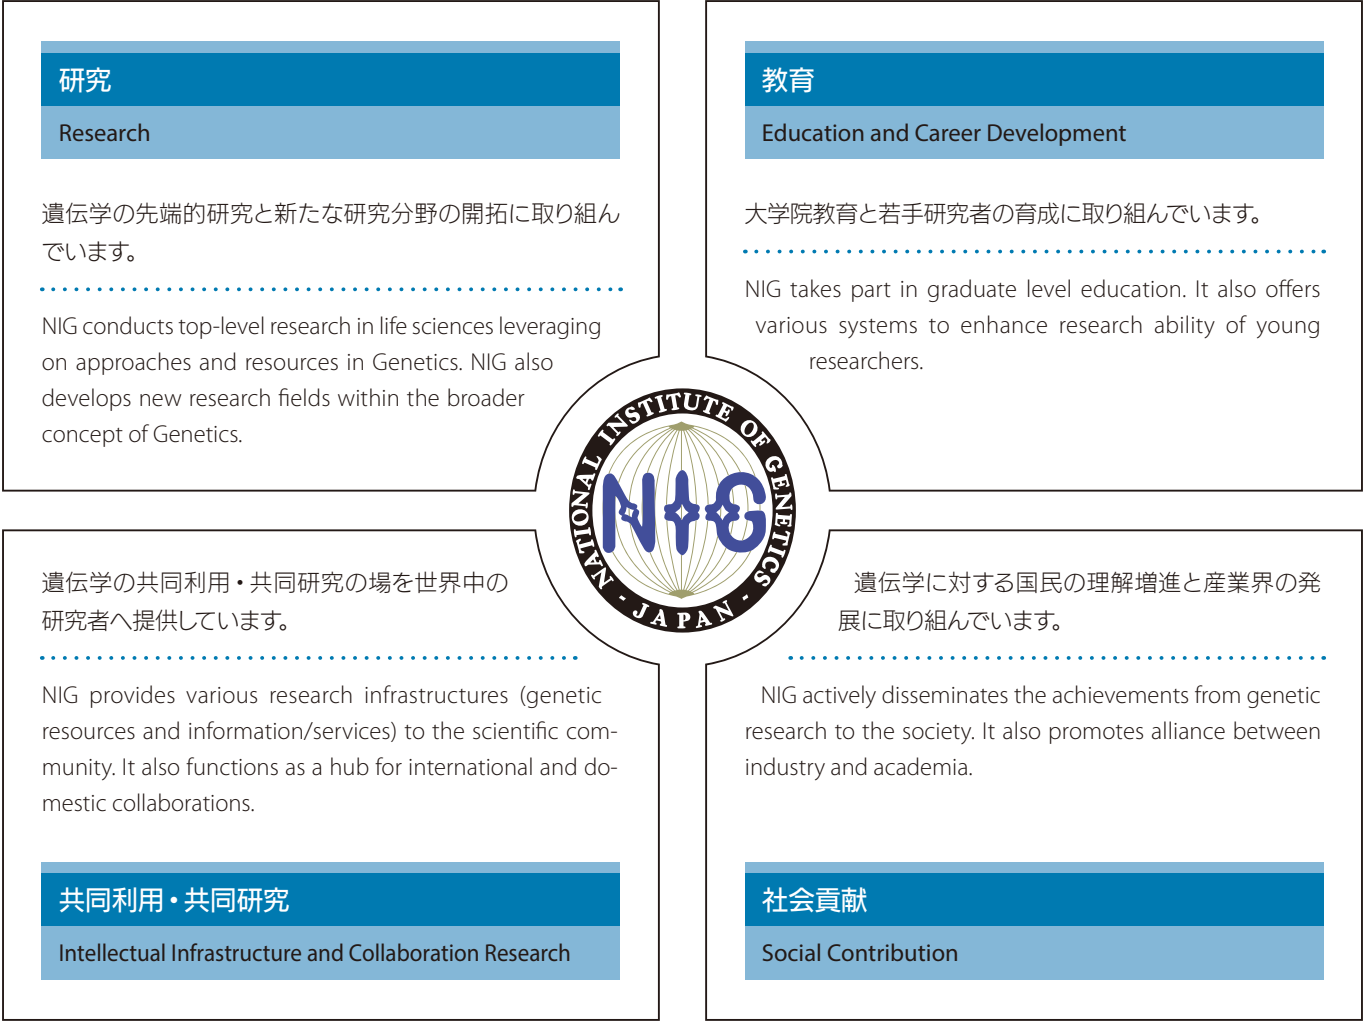 研究
Research
遺伝学の先端的研究と新たな研究分野の開拓に取り組ん
でいます。
NIG conducts top-level research in life sciences leveraging
on approaches and resources in Genetics. NIG also
develops new research fields within the broader
concept of Genetics.
教育
Education and Career Development
大学院教育と若手研究者の育成に取り組んでいます。
NIG takes part in graduate level education. It also offers
various systems to enhance research ability of young
researchers.
NATIONAL INSTITUTE OF GENETICS
NIG
- JAPAN -
遺伝学の共同利用・共同研究の場を世界中の
研究者へ提供しています。
NIG provides various research infrastructures (genetic
resources and information/services) to the scientific com-
munity. It also functions as a hub for international and do-
mestic collaborations.
共同利用・共同研究
Intellectual Infrastructure and Collaboration Research
遺伝学に対する国民の理解増進と産業界の発
展に取り組んでいます。
NIG actively disseminates the achievements from genetic
research to the society. It also promotes alliance between
industry and academia.
社会貢献
Social Contribution